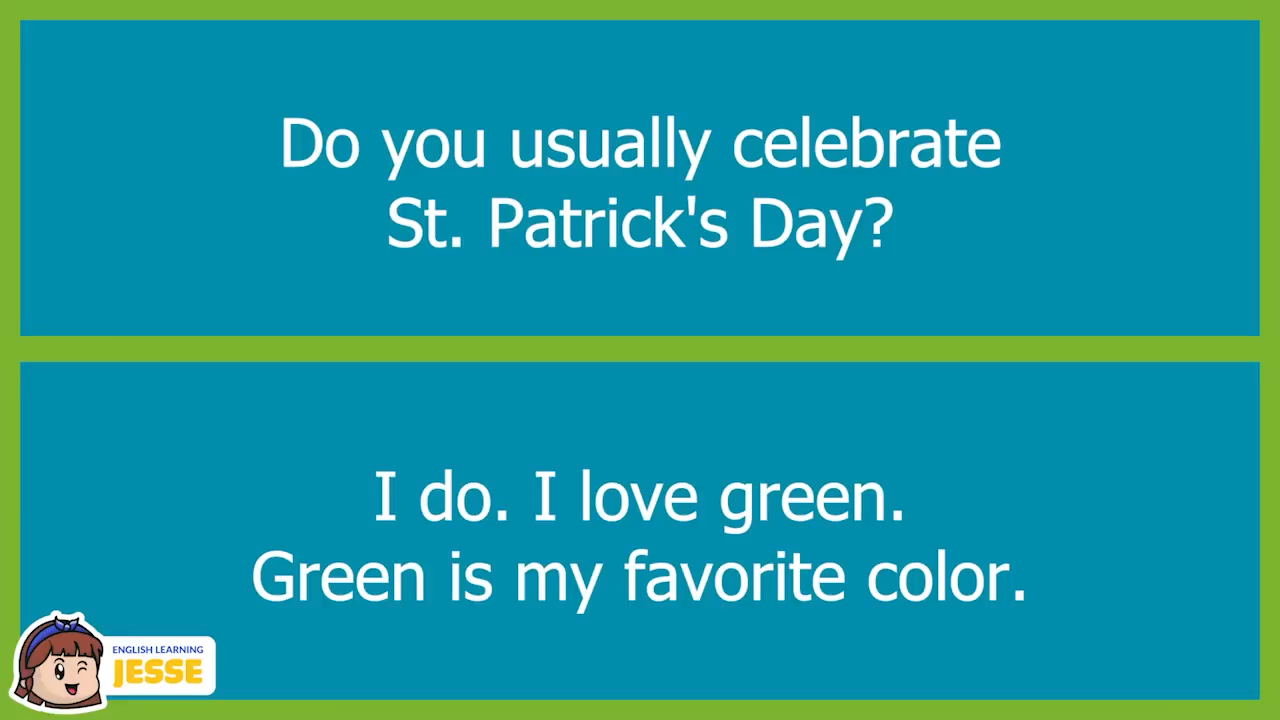 Do you usually celebrate
St. Patrick's Day?
I do. I love green.
Green is my favorite color.
ENGLISH LEARNING
JESSE